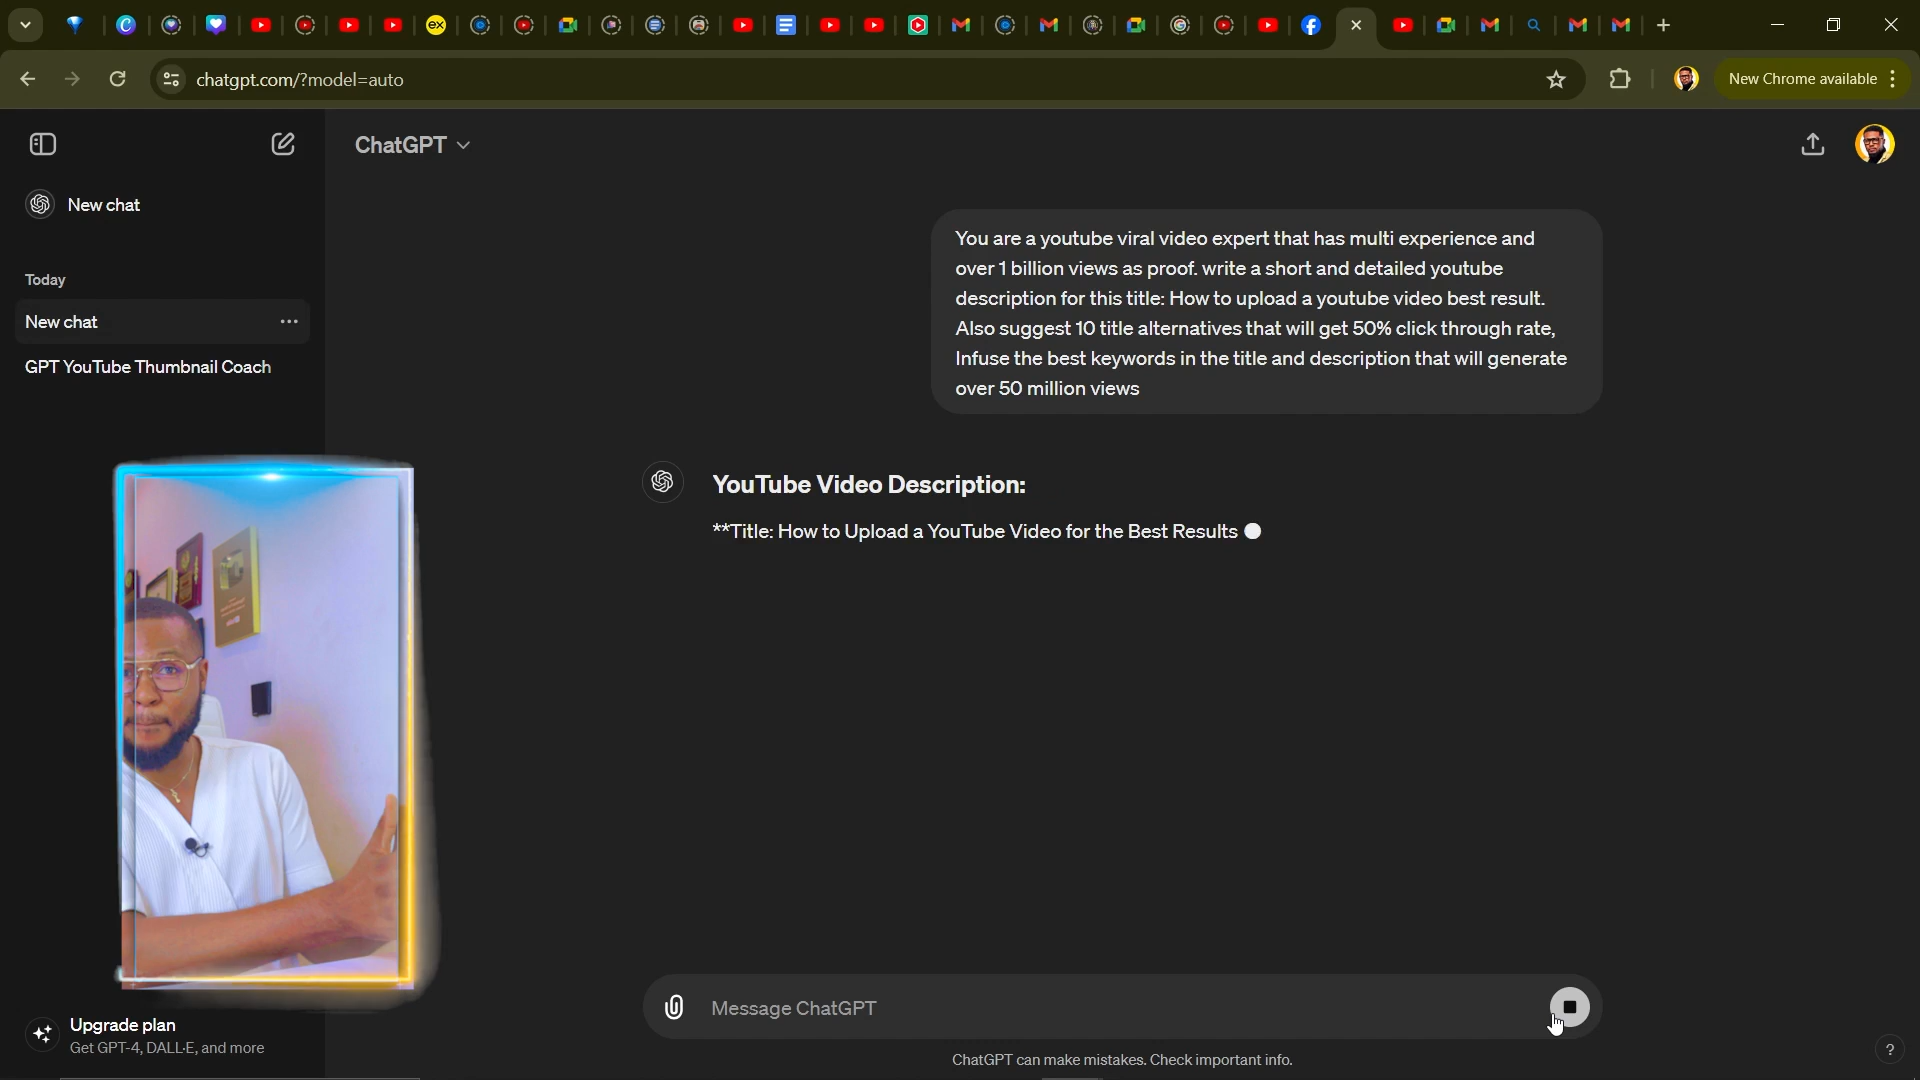 ex
chatgpt.com/?model=auto
New Chrome available
ChatGPT
New chat
Today
New chat
GPT YouTube Thumbnail Coach
You are a youtube viral video expert that has multi experience and
over 1 billion views as proof. write a short and detailed youtube
description for this title: How to upload a youtube video best result.
Also suggest 10 title alternatives that will get 50% click through rate,
Infuse the best keywords in the title and description that will generate
over 50 million views
YouTube Video Description:
**Title: How to Upload a YouTube Video for the Best Results
Upgrade plan
Get GPT-4, DALL·E, and more
Message ChatGPT
ChatGPT can make mistakes. Check important info.
?